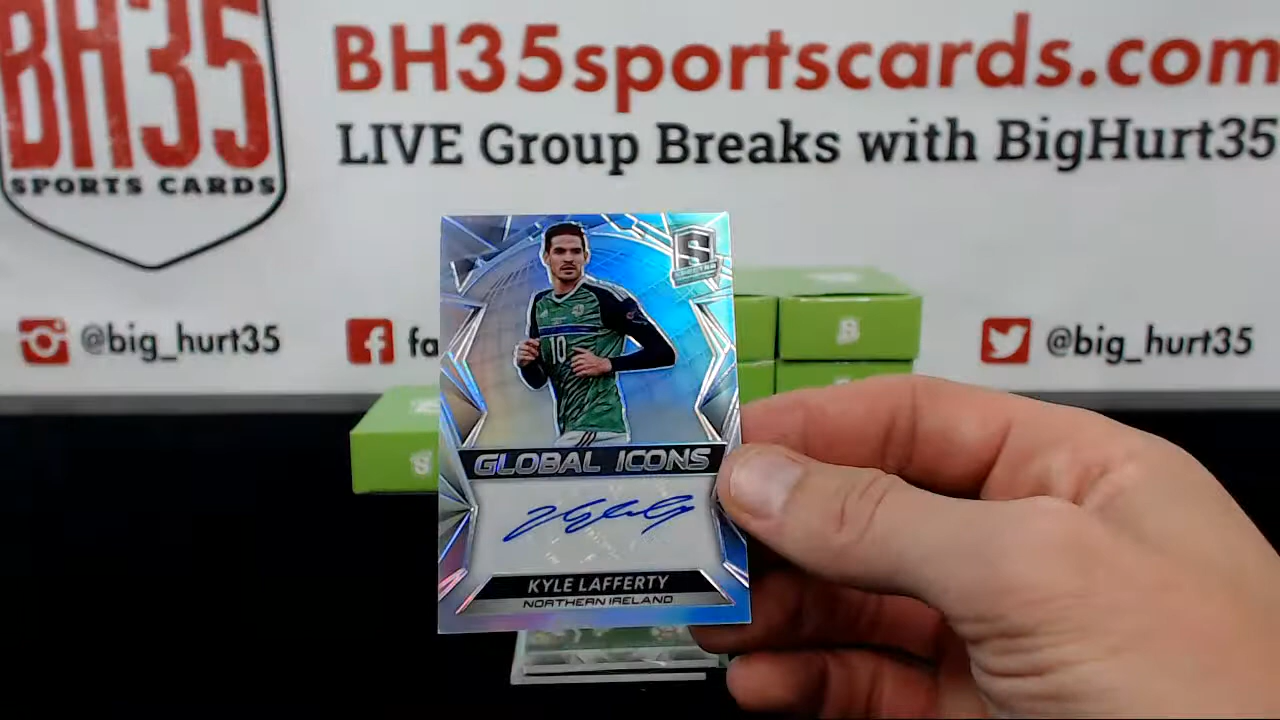 BH35
SPORTS CARDS
BH35sportscards.com
LIVE Group Breaks with BigHurt35
@big_hurt35
fa
@big_hurt35
S
SPECTRA
10
GLOBAL ICONS
KYLE LAFFERTY
NORTHERN IRELAND